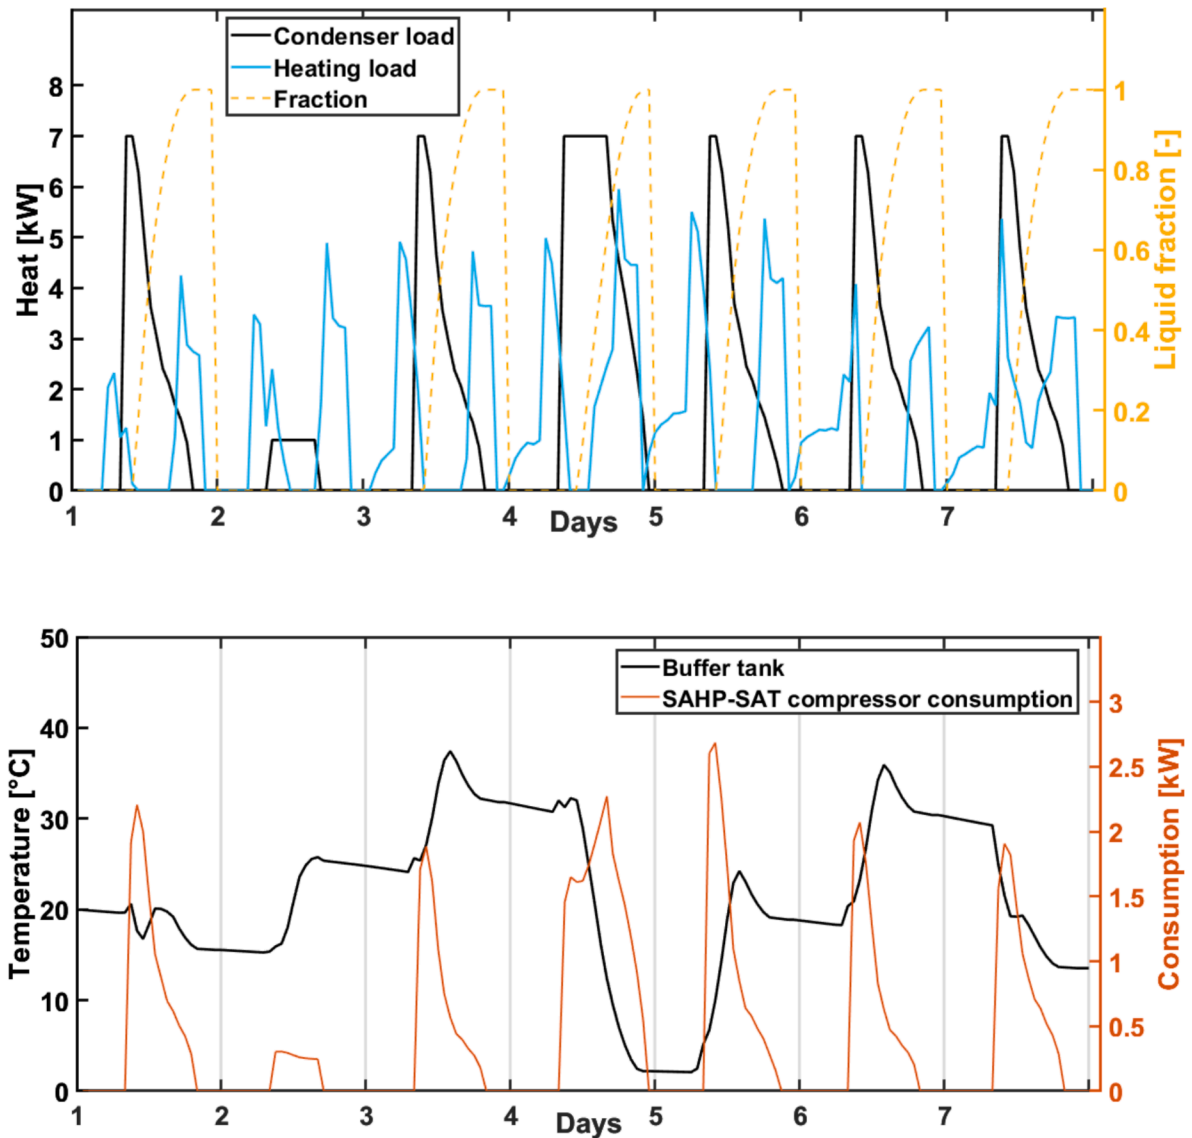 Condenser load
Heating load
Fraction
Heat [kW]
8
7
6
5
4
3
2
1
0
1
0.8
0.6
0.4
0.2
0
Liquid fraction [-]
1 2 3 4 5 6 7
Days
Buffer tank
SAHP-SAT compressor consumption
Temperature [°C]
50
40
30
20
10
0
3
2.5
2
1.5
1
0.5
0
Consumption [kW]
1 2 3 4 5 6 7
Days